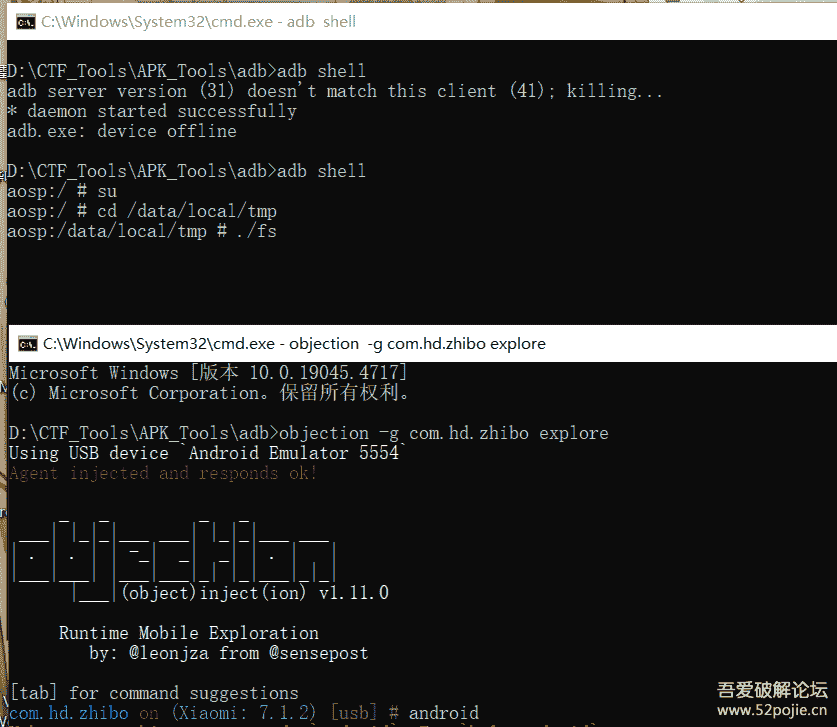 C:\Windows\System32\cmd.exe - adb  shell
D:\CTF_Tools\APK_Tools\adb>adb shell
adb server version (31) doesn't match this client (41); killing...
* daemon started successfully
adb.exe: device offline
D:\CTF_Tools\APK_Tools\adb>adb shell
aosp:/ # su
aosp:/ # cd /data/local/tmp
aosp:/data/local/tmp # ./fs
C:\Windows\System32\cmd.exe - objection  -g com.hd.zhibo explore
Microsoft Windows [版本 10.0.19045.4717]
(c) Microsoft Corporation。保留所有权利。
D:\CTF_Tools\APK_Tools\adb>objection -g com.hd.zhibo explore
Using USB device `Android Emulator 5554`
Agent injected and responds ok!
objection
(object)inject(ion) v1.11.0
Runtime Mobile Exploration
by: @leonjza from @sensepost
[tab] for command suggestions
com.hd.zhibo on (Xiaomi: 7.1.2) [usb] # android
吾爱破解论坛
www.52pojie.cn